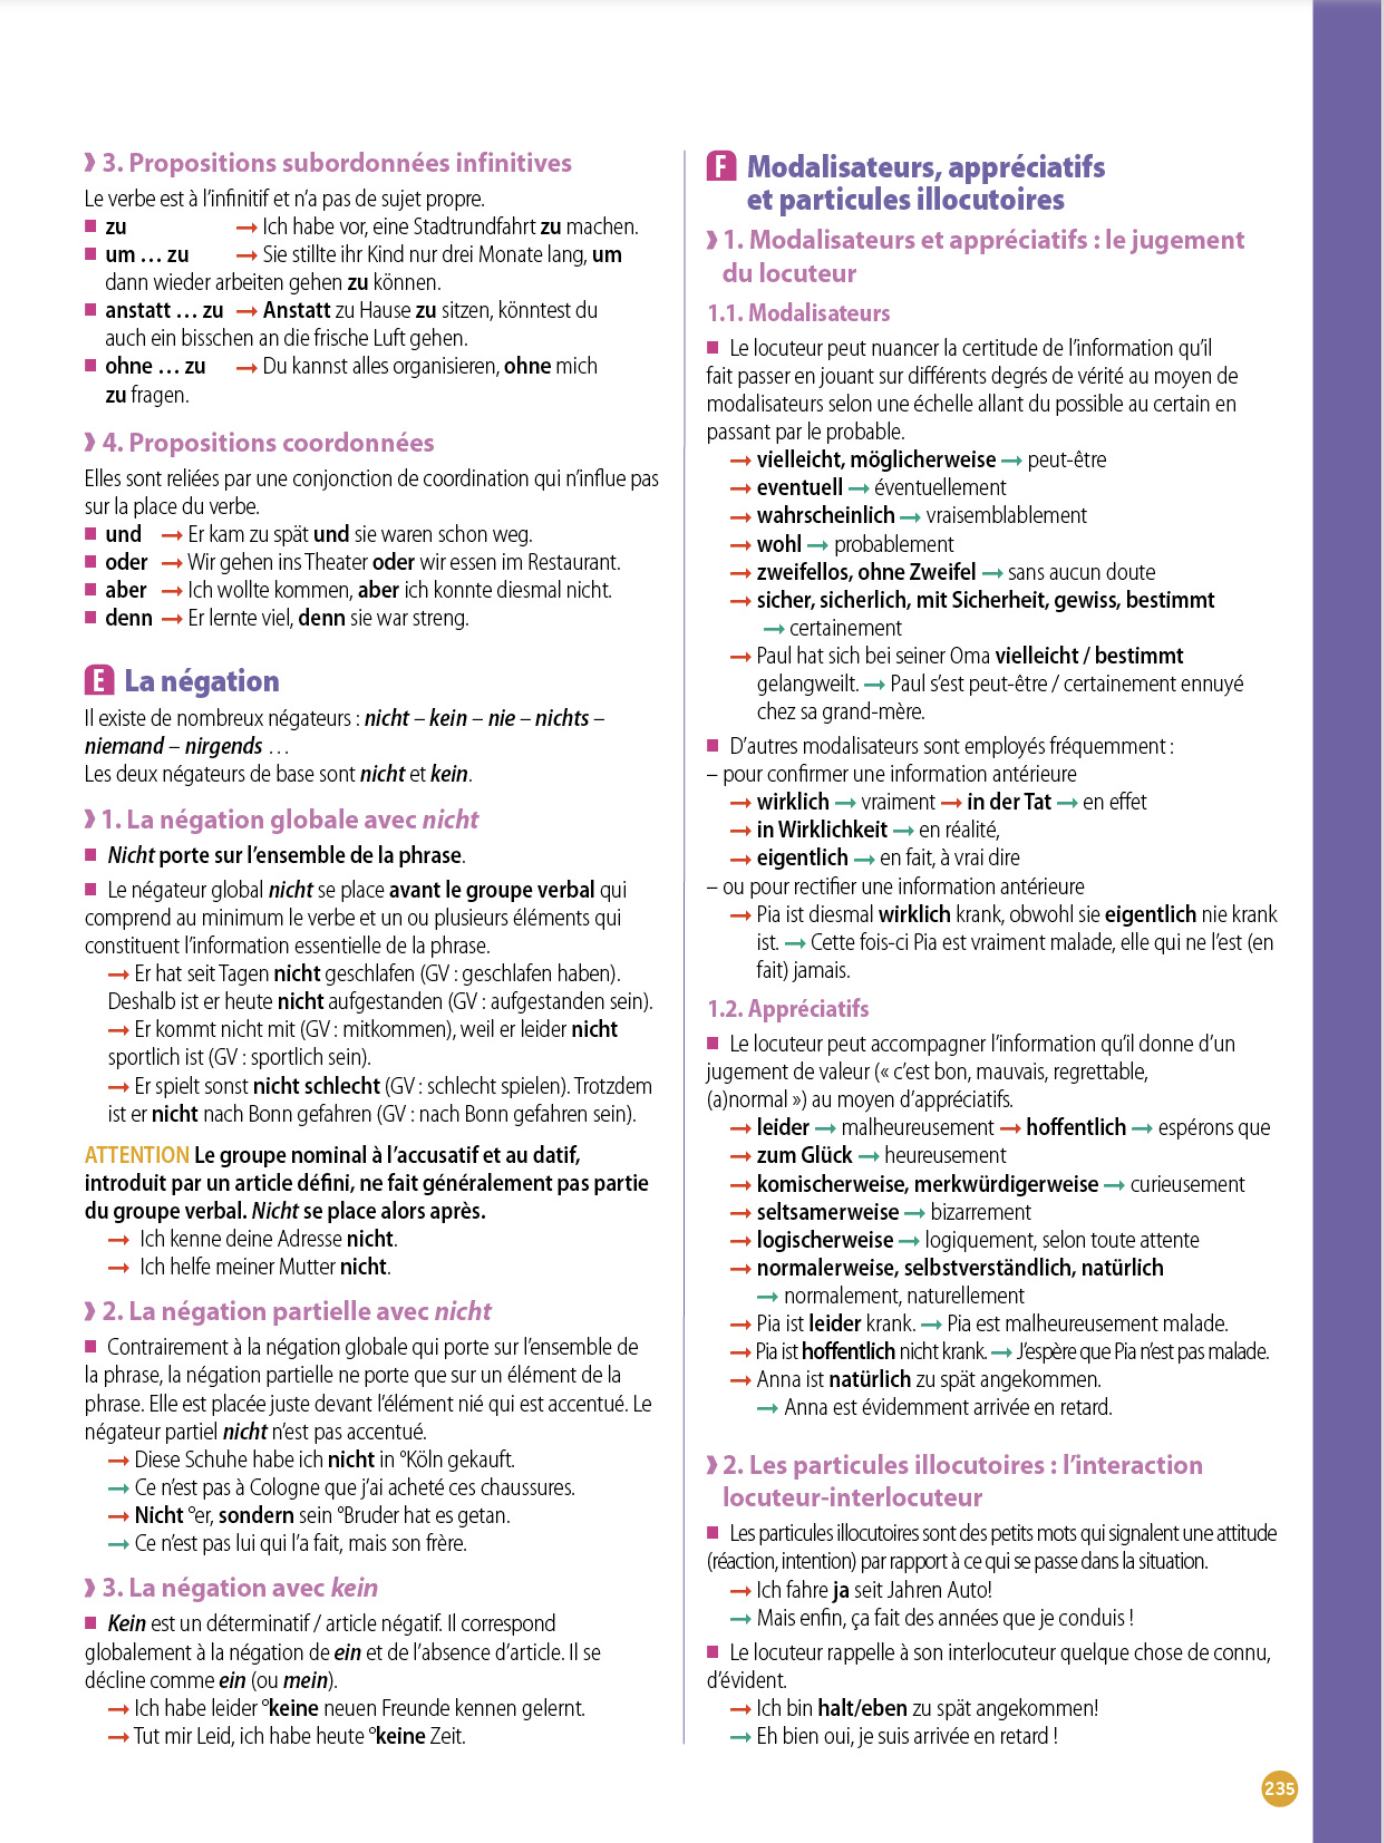 3. Propositions subordonnées infinitives
Le verbe est à l'infinitif et n'a pas de sujet propre.
zu → Ich habe vor, eine Stadtrundfahrt zu machen.
um … zu → Sie stillte ihr Kind nur drei Monate lang, um
dann wieder arbeiten gehen zu können.
anstatt … zu → Anstatt zu Hause zu sitzen, könntest du
auch ein bisschen an die frische Luft gehen.
ohne … zu → Du kannst alles organisieren, ohne mich
zu fragen.
4. Propositions coordonnées
Elles sont reliées par une conjonction de coordination qui n'influe pas
sur la place du verbe.
und → Er kam zu spät und sie waren schon weg.
oder → Wir gehen ins Theater oder wir essen im Restaurant.
aber → Ich wollte kommen, aber ich konnte diesmal nicht.
denn → Er lernte viel, denn sie war streng.
E La négation
Il existe de nombreux négateurs : nicht – kein – nie – nichts –
niemand – nirgends …
Les deux négateurs de base sont nicht et kein.
1. La négation globale avec nicht
Nicht porte sur l'ensemble de la phrase.
Le négateur global nicht se place avant le groupe verbal qui
comprend au minimum le verbe et un ou plusieurs éléments qui
constituent l'information essentielle de la phrase.
→ Er hat seit Tagen nicht geschlafen (GV : geschlafen haben).
Deshalb ist er heute nicht aufgestanden (GV : aufgestanden sein).
→ Er kommt nicht mit (GV : mitkommen), weil er leider nicht
sportlich ist (GV : sportlich sein).
→ Er spielt sonst nicht schlecht (GV : schlecht spielen). Trotzdem
ist er nicht nach Bonn gefahren (GV : nach Bonn gefahren sein).
ATTENTION Le groupe nominal à l'accusatif et au datif,
introduit par un article défini, ne fait généralement pas partie
du groupe verbal. Nicht se place alors après.
→ Ich kenne deine Adresse nicht.
→ Ich helfe meiner Mutter nicht.
2. La négation partielle avec nicht
Contrairement à la négation globale qui porte sur l'ensemble de
la phrase, la négation partielle ne porte que sur un élément de la
phrase. Elle est placée juste devant l'élément nié qui est accentué. Le
négateur partiel nicht n'est pas accentué.
→ Diese Schuhe habe ich nicht in °Köln gekauft.
→ Ce n'est pas à Cologne que j'ai acheté ces chaussures.
→ Nicht °er, sondern sein °Bruder hat es getan.
→ Ce n'est pas lui qui l'a fait, mais son frère.
3. La négation avec kein
Kein est un déterminatif / article négatif. Il correspond
globalement à la négation de ein et de l'absence d'article. Il se
décline comme ein (ou mein).
→ Ich habe leider °keine neuen Freunde kennen gelernt.
→ Tut mir Leid, ich habe heute °keine Zeit.
F Modalisateurs, appréciatifs
et particules illocutoires
1. Modalisateurs et appréciatifs : le jugement
du locuteur
1.1. Modalisateurs
Le locuteur peut nuancer la certitude de l'information qu'il
fait passer en jouant sur différents degrés de vérité au moyen de
modalisateurs selon une échelle allant du possible au certain en
passant par le probable.
→ vielleicht, möglicherweise → peut-être
→ eventuell → éventuellement
→ wahrscheinlich → vraisemblablement
→ wohl → probablement
→ zweifellos, ohne Zweifel → sans aucun doute
→ sicher, sicherlich, mit Sicherheit, gewiss, bestimmt
→ certainement
→ Paul hat sich bei seiner Oma vielleicht / bestimmt
gelangweilt. → Paul s'est peut-être / certainement ennuyé
chez sa grand-mère.
D'autres modalisateurs sont employés fréquemment :
– pour confirmer une information antérieure
→ wirklich → vraiment → in der Tat → en effet
→ in Wirklichkeit → en réalité,
→ eigentlich → en fait, à vrai dire
– ou pour rectifier une information antérieure
→ Pia ist diesmal wirklich krank, obwohl sie eigentlich nie krank
ist. → Cette fois-ci Pia est vraiment malade, elle qui ne l'est (en
fait) jamais.
1.2. Appréciatifs
Le locuteur peut accompagner l'information qu'il donne d'un
jugement de valeur (« c'est bon, mauvais, regrettable,
(a)normal ») au moyen d'appréciatifs.
→ leider → malheureusement → hoffentlich → espérons que
→ zum Glück → heureusement
→ komischerweise, merkwürdigerweise → curieusement
→ seltsamerweise → bizarrement
→ logischerweise → logiquement, selon toute attente
→ normalerweise, selbstverständlich, natürlich
→ normalement, naturellement
→ Pia ist leider krank. → Pia est malheureusement malade.
→ Pia ist hoffentlich nicht krank. → J'espère que Pia n'est pas malade.
→ Anna ist natürlich zu spät angekommen.
→ Anna est évidemment arrivée en retard.
2. Les particules illocutoires : l'interaction
locuteur-interlocuteur
Les particules illocutoires sont des petits mots qui signalent une attitude
(réaction, intention) par rapport à ce qui se passe dans la situation.
→ Ich fahre ja seit Jahren Auto!
→ Mais enfin, ça fait des années que je conduis !
Le locuteur rappelle à son interlocuteur quelque chose de connu,
d'évident.
→ Ich bin halt/eben zu spät angekommen!
→ Eh bien oui, je suis arrivée en retard !
235